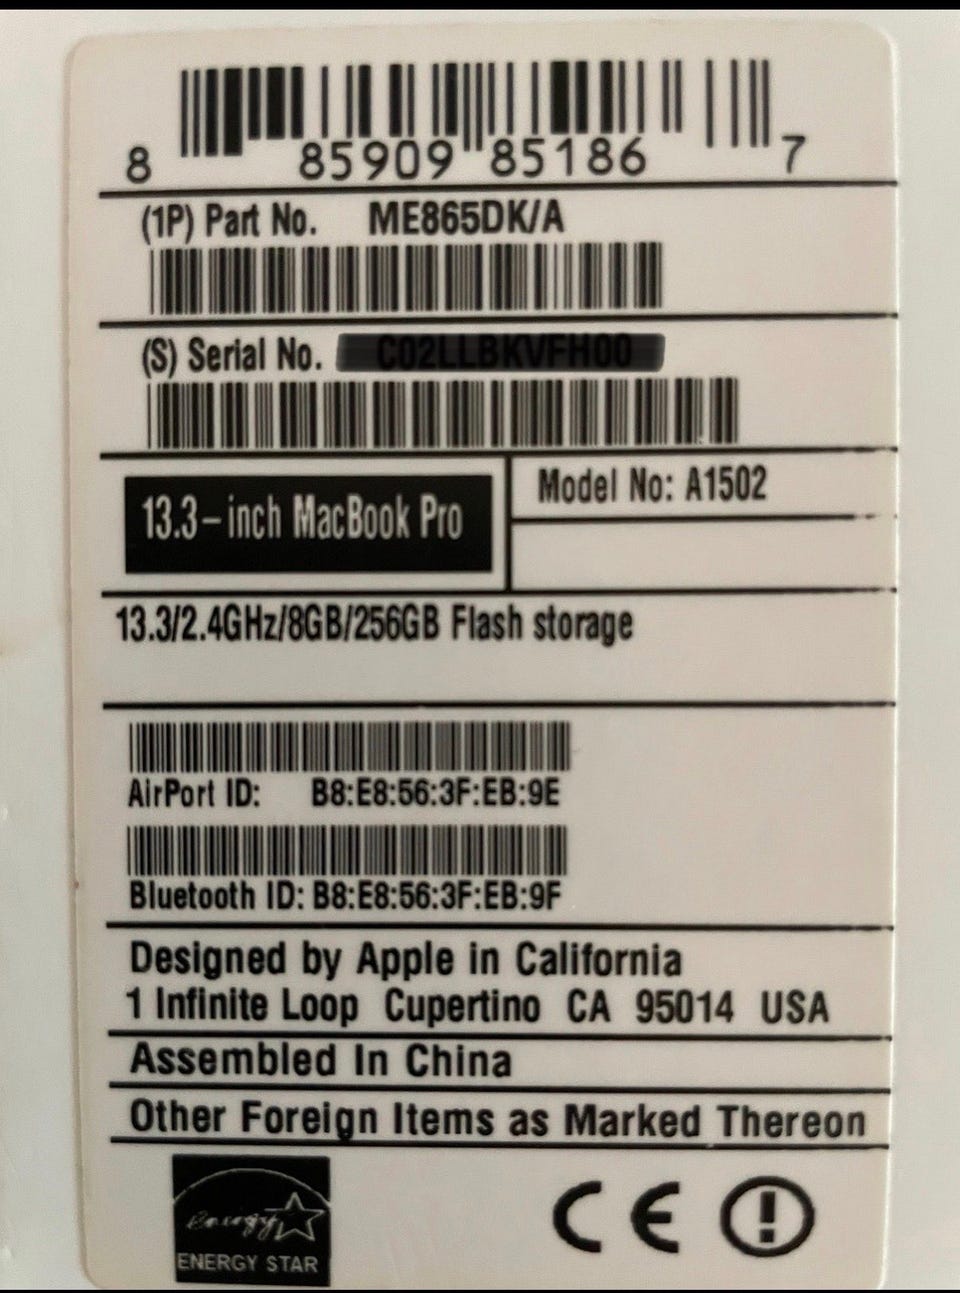 8 85909 85186 7
(1P) Part No. ME865DK/A
(S) Serial No. C02LLBKVFH00
13.3-inch MacBook Pro
Model No: A1502
13.3/2.4GHz/8GB/256GB Flash storage
AirPort ID: B8:E8:56:3F:EB:9E
Bluetooth ID: B8:E8:56:3F:EB:9F
Designed by Apple in California
1 Infinite Loop Cupertino CA 95014 USA
Assembled In China
Other Foreign Items as Marked Thereon
energy
ENERGY STAR
CE